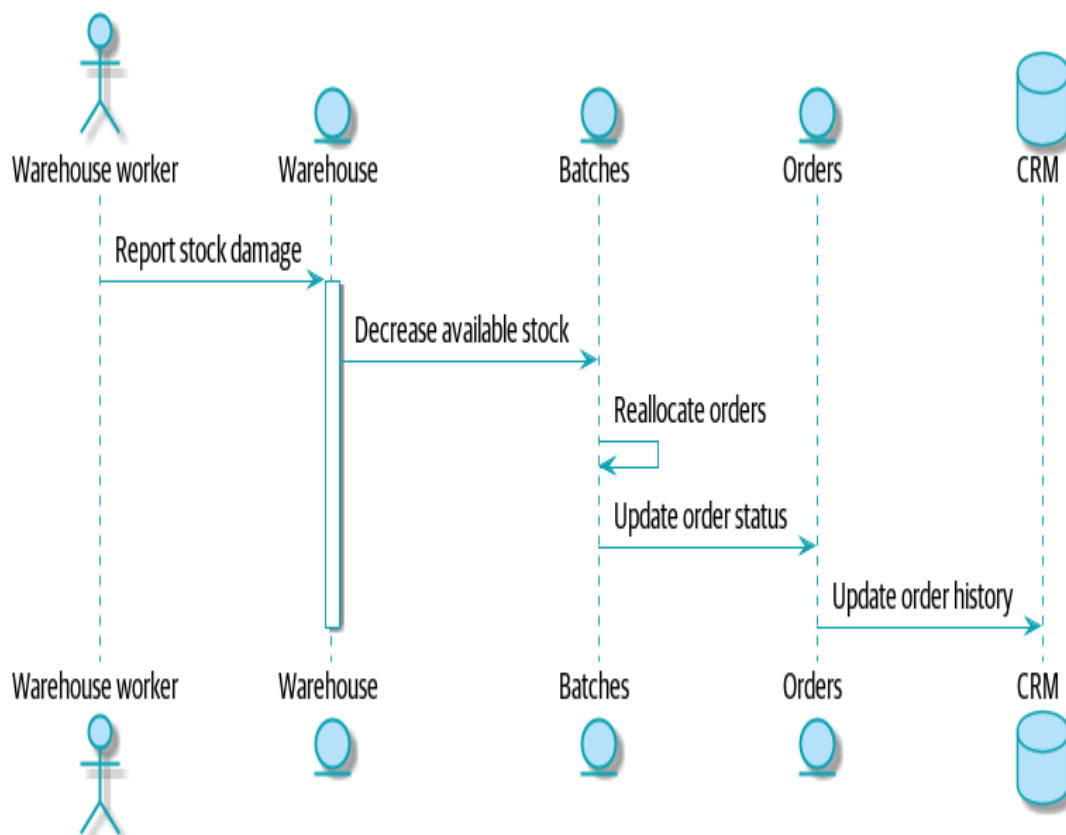 Warehouse worker
Warehouse
Batches
Orders
CRM
Report stock damage
Decrease available stock
Reallocate orders
Update order status
Update order history
Warehouse worker
Warehouse
Batches
Orders
CRM